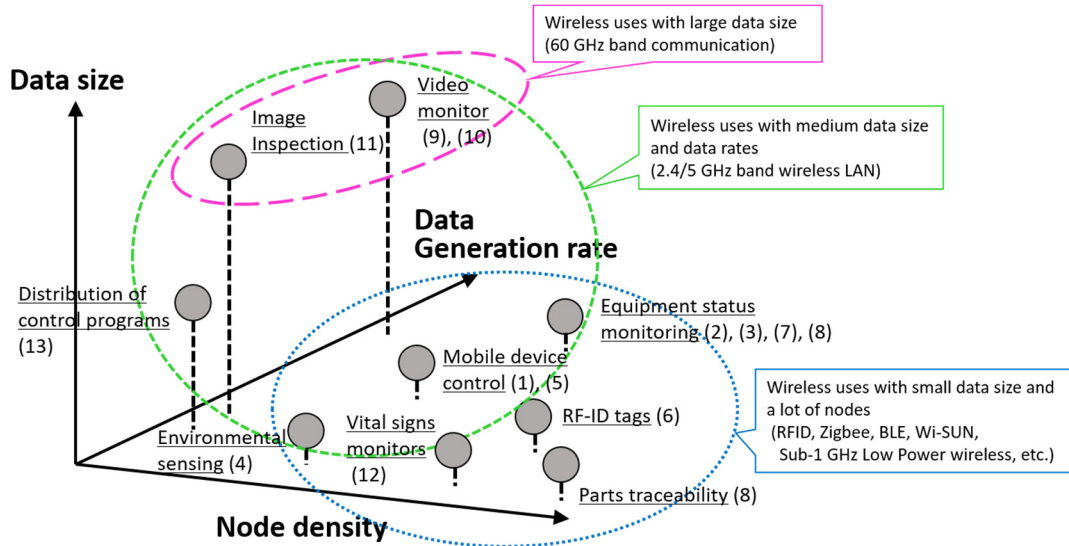 Wireless uses with large data size
(60 GHz band communication)
Data size
Video
monitor
(9), (10)
Image
Inspection (11)
Wireless uses with medium data size
and data rates
(2.4/5 GHz band wireless LAN)
Data
Generation rate
Distribution of
control programs
(13)
Equipment status
monitoring (2), (3), (7), (8)
Mobile device
control (1), (5)
Wireless uses with small data size and
a lot of nodes
(RFID, Zigbee, BLE, Wi-SUN,
Sub-1 GHz Low Power wireless, etc.)
RF-ID tags (6)
Environmental
sensing (4)
Vital signs
monitors
(12)
Parts traceability (8)
Node density